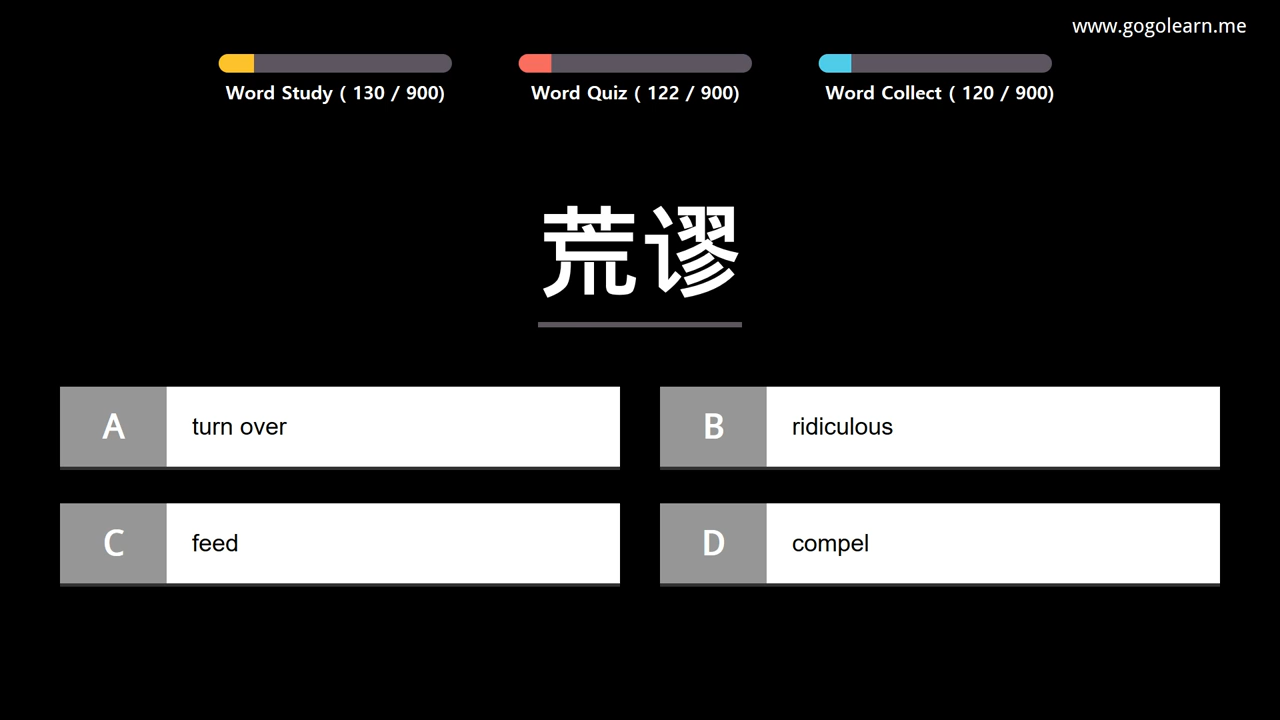 www.gogolearn.me
Word Study ( 130 / 900)
Word Quiz ( 122 / 900)
Word Collect ( 120 / 900)
荒谬
A turn over
B ridiculous
C feed
D compel